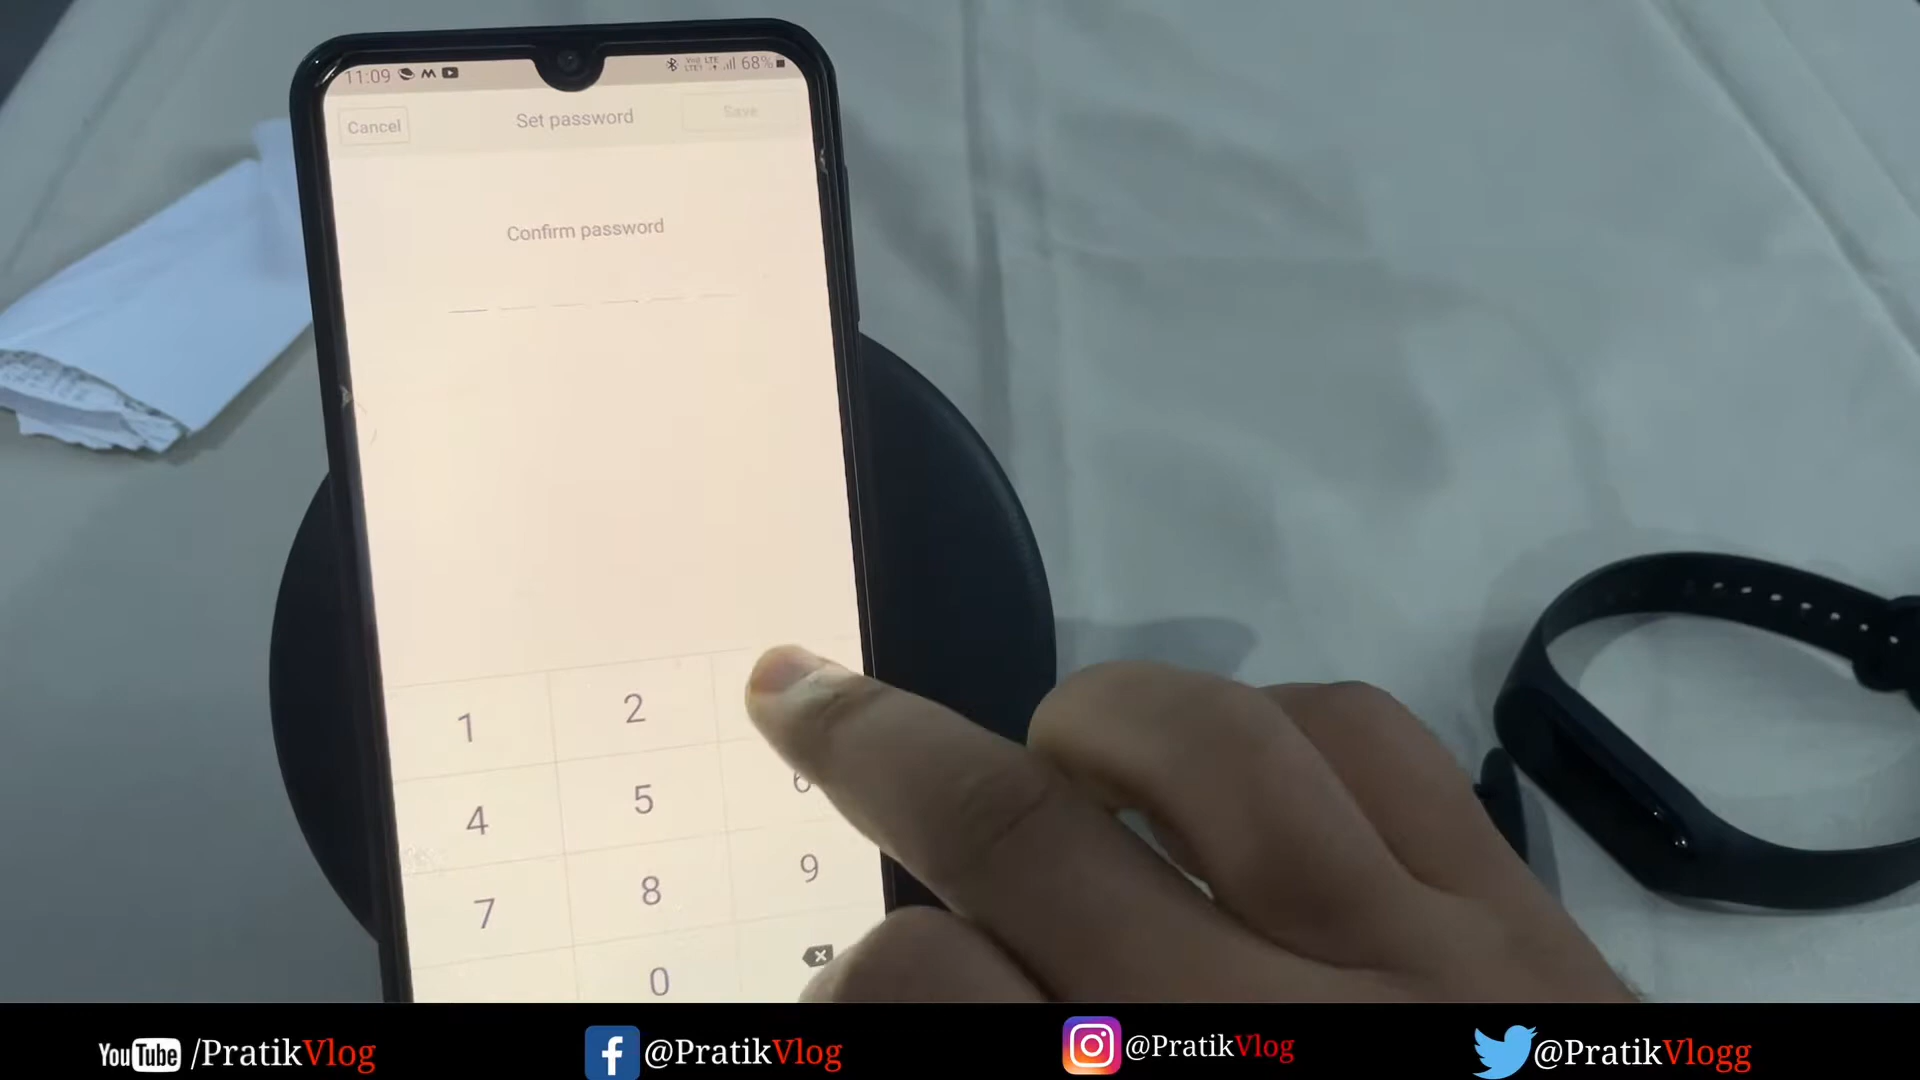 11:09 68%
Cancel Set password Save
Confirm password
1 2
4 5 6
7 8 9
0
YouTube /PratikVlog @PratikVlog @PratikVlog @PratikVlogg